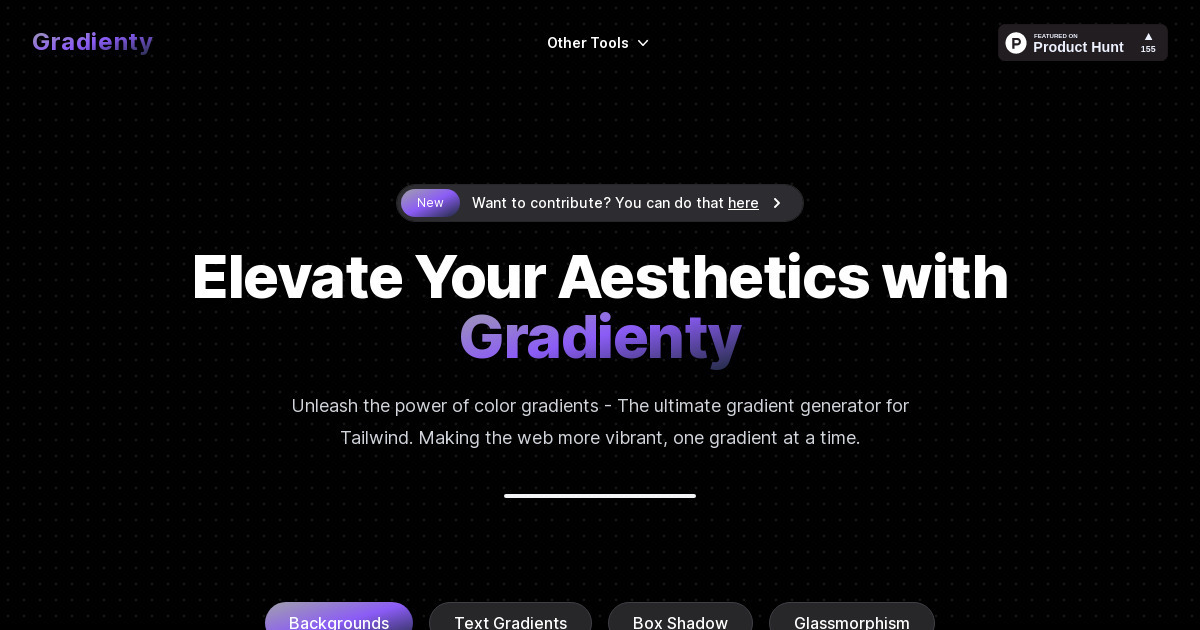 Gradienty
Other Tools
FEATURED ON
Product Hunt
▲
155
New
Want to contribute? You can do that here
Elevate Your Aesthetics with
Gradienty
Unleash the power of color gradients - The ultimate gradient generator for
Tailwind. Making the web more vibrant, one gradient at a time.
Backgrounds
Text Gradients
Box Shadow
Glassmorphism